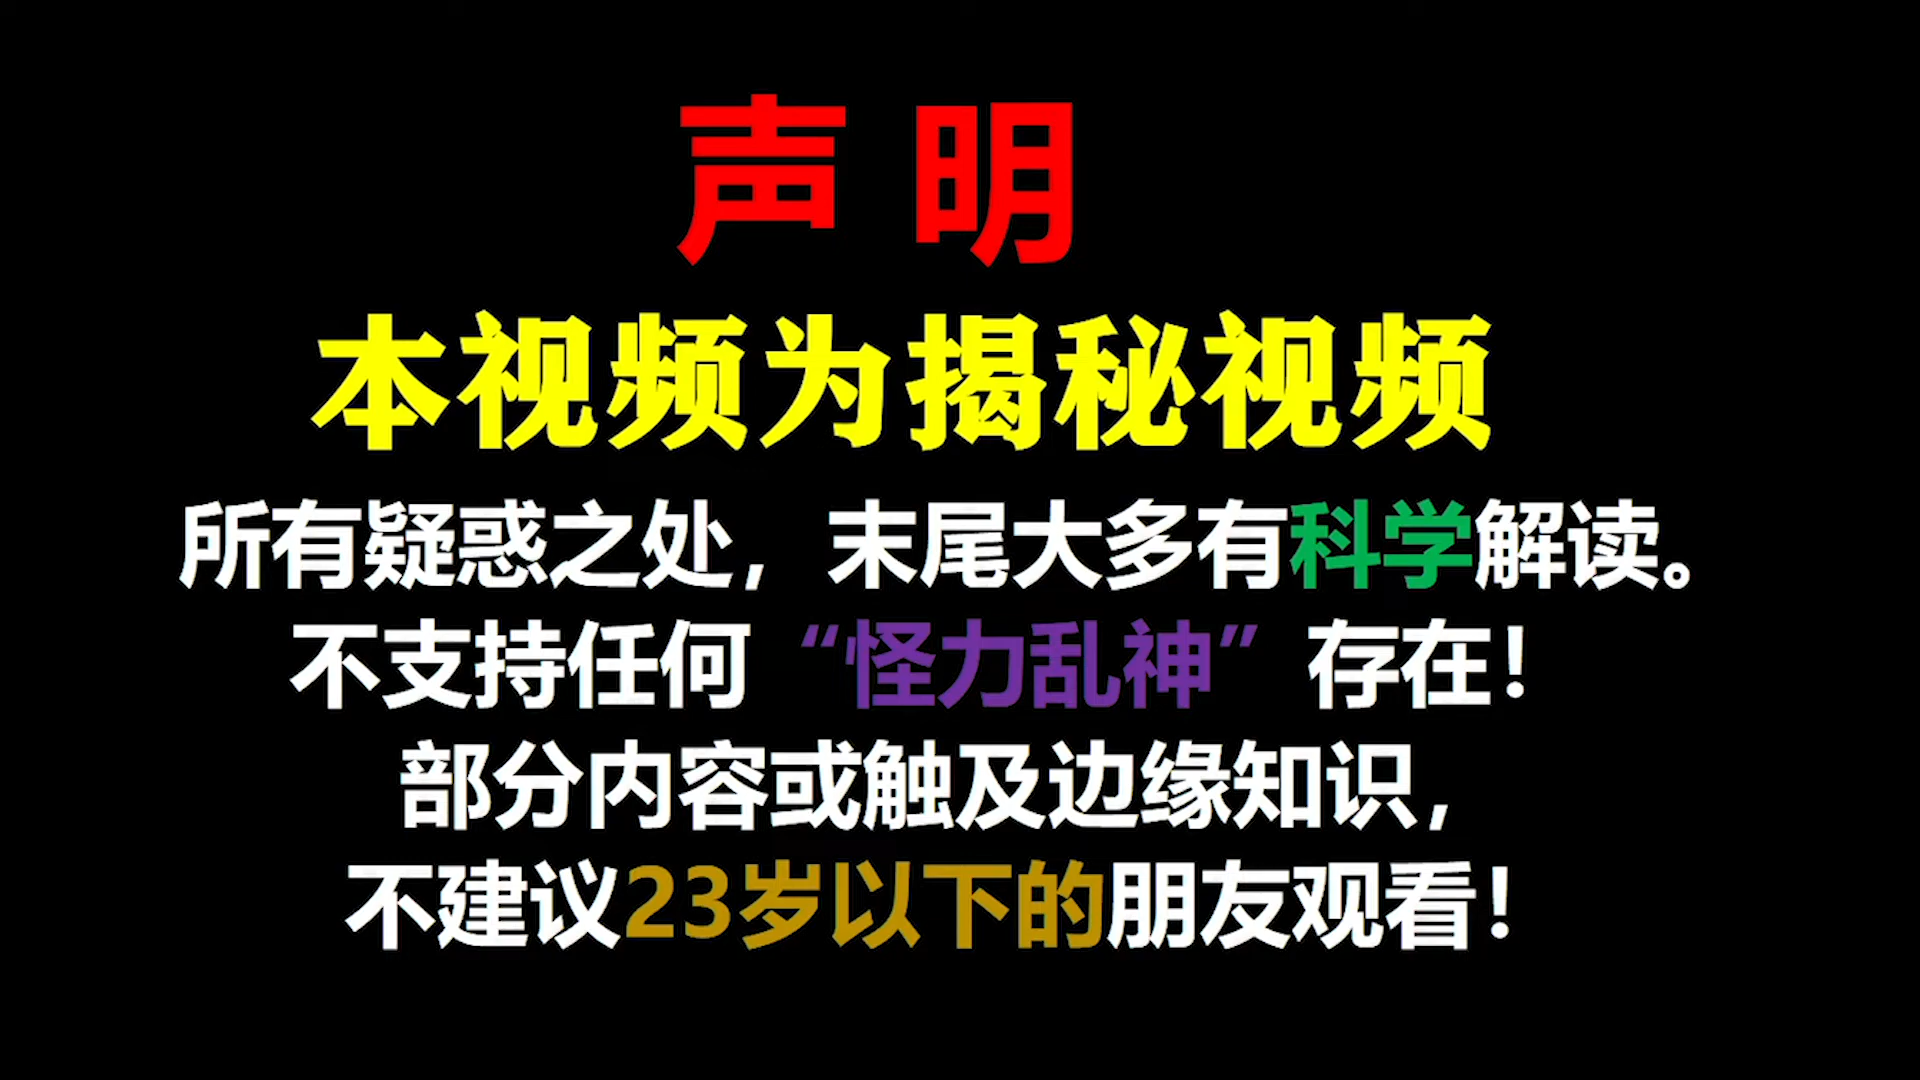 声明
本视频为揭秘视频
所有疑惑之处，末尾大多有科学解读。
不支持任何“怪力乱神”存在！
部分内容或触及边缘知识，
不建议23岁以下的朋友观看！